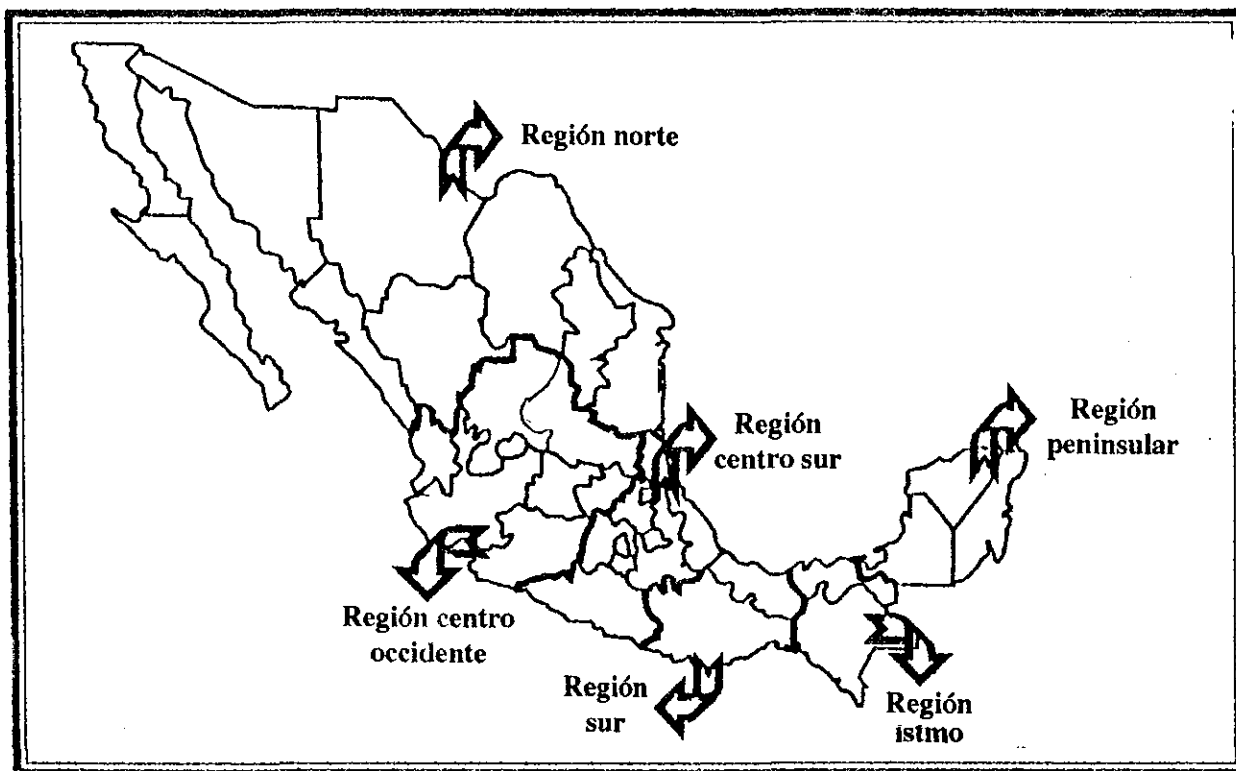 Región norte
Región
centro sur
Región
peninsular
Región centro
occidente
Región
sur
Región
istmo